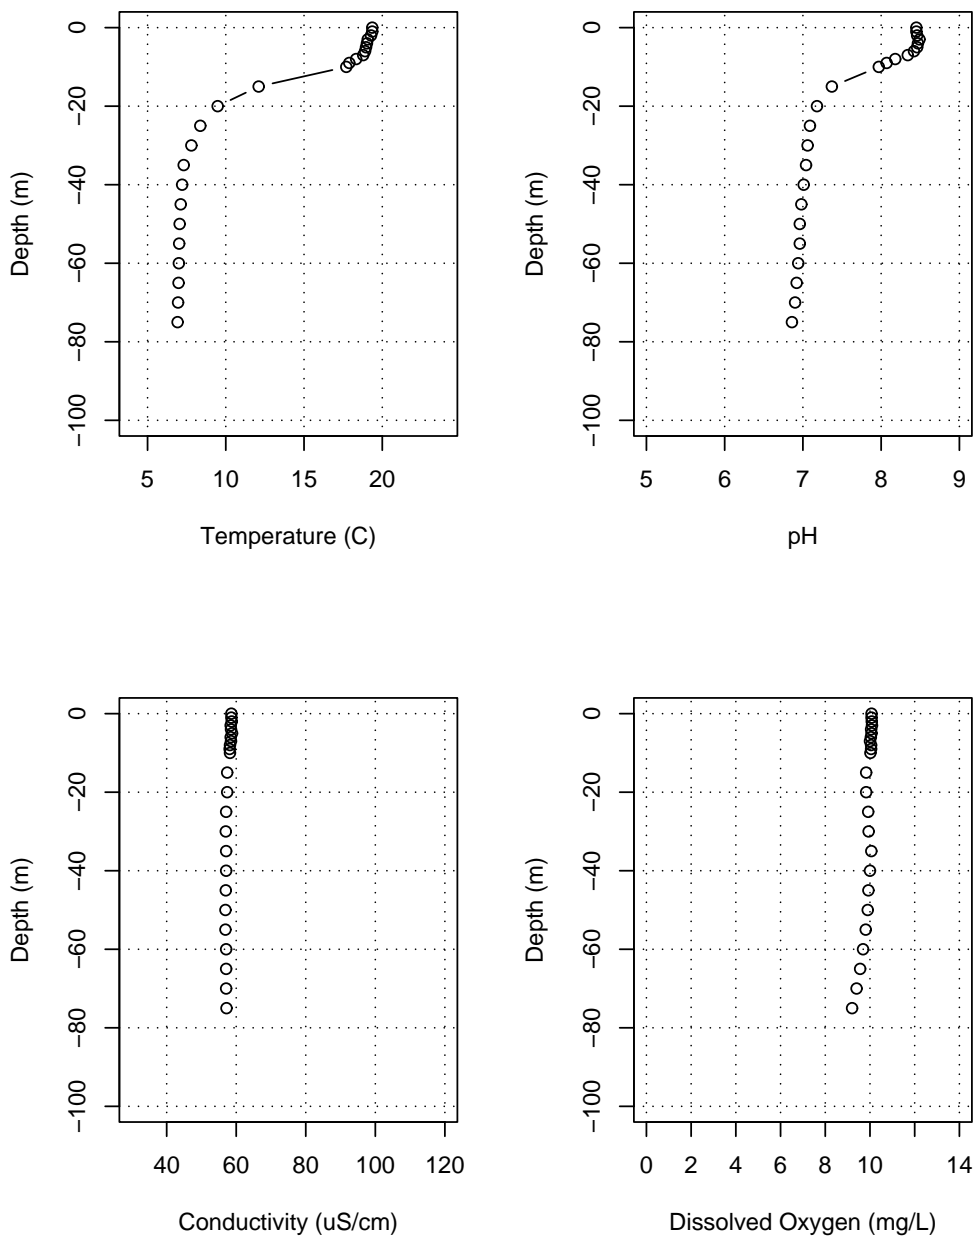 0
−20
−40
−60
−80
−100
Depth (m)
5 10 15 20
Temperature (C)
0
−20
−40
−60
−80
−100
Depth (m)
5 6 7 8 9
pH
0
−20
−40
−60
−80
−100
Depth (m)
40 60 80 100 120
Conductivity (uS/cm)
0
−20
−40
−60
−80
−100
Depth (m)
0 2 4 6 8 10 14
Dissolved Oxygen (mg/L)